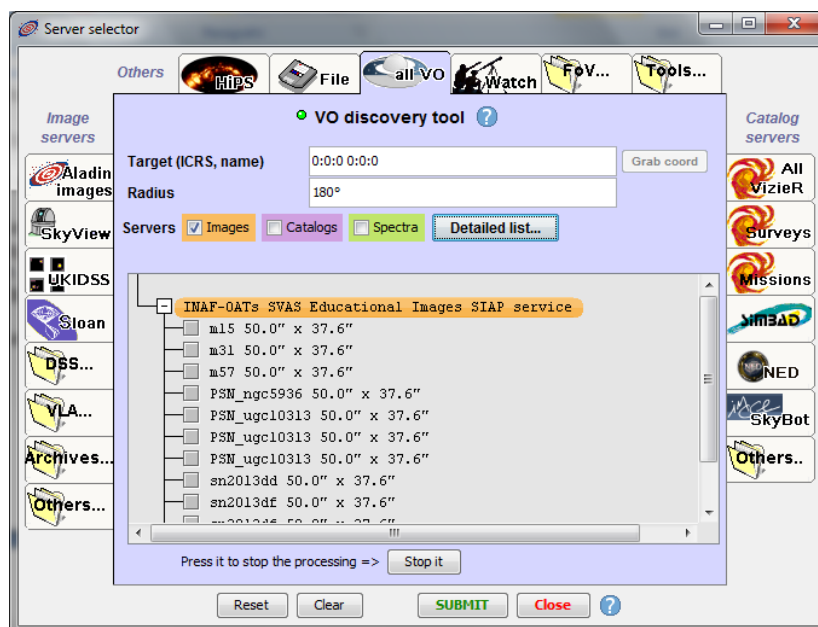 Server selector
Others
HiPS
File
all VO
Watch
FoV...
Tools...
Image
servers
Aladin
images
SkyView
UKIDSS
Sloan
DSS...
VLA...
Archives...
Others...
VO discovery tool ?
Target (ICRS, name) 0:0:0 0:0:0 Grab coord
Radius 180°
Servers Images Catalogs Spectra Detailed list...
INAF-OATs SVAS Educational Images SIAP service
m15 50.0" x 37.6"
m31 50.0" x 37.6"
m57 50.0" x 37.6"
PSN_ngc5936 50.0" x 37.6"
PSN_ugc10313 50.0" x 37.6"
PSN_ugc10313 50.0" x 37.6"
PSN_ugc10313 50.0" x 37.6"
sn2013dd 50.0" x 37.6"
sn2013df 50.0" x 37.6"
Press it to stop the processing => Stop it
Reset Clear SUBMIT Close ?
Catalog
servers
All
VizieR
Surveys
Missions
SIMBAD
NED
imcce
SkyBot
Others..